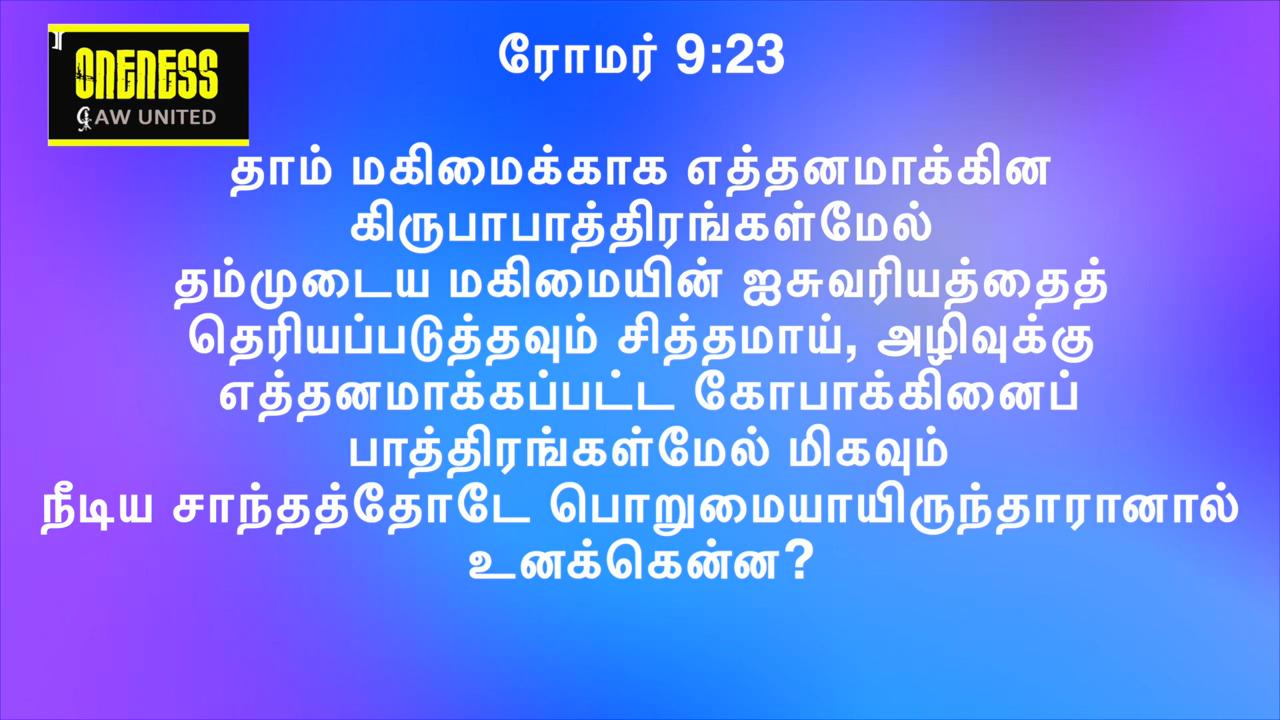 ONENESS
AW UNITED
ரோமர் 9:23
தாம் மகிமைக்காக எத்தனமாக்கின
கிருபாபாத்திரங்கள்மேல்
தம்முடைய மகிமையின் ஐசுவரியத்தைத்
தெரியப்படுத்தவும் சித்தமாய், அழிவுக்கு
எத்தனமாக்கப்பட்ட கோபாக்கினைப்
பாத்திரங்கள்மேல் மிகவும்
நீடிய சாந்தத்தோடே பொறுமையாயிருந்தாரானால்
உனக்கென்ன?